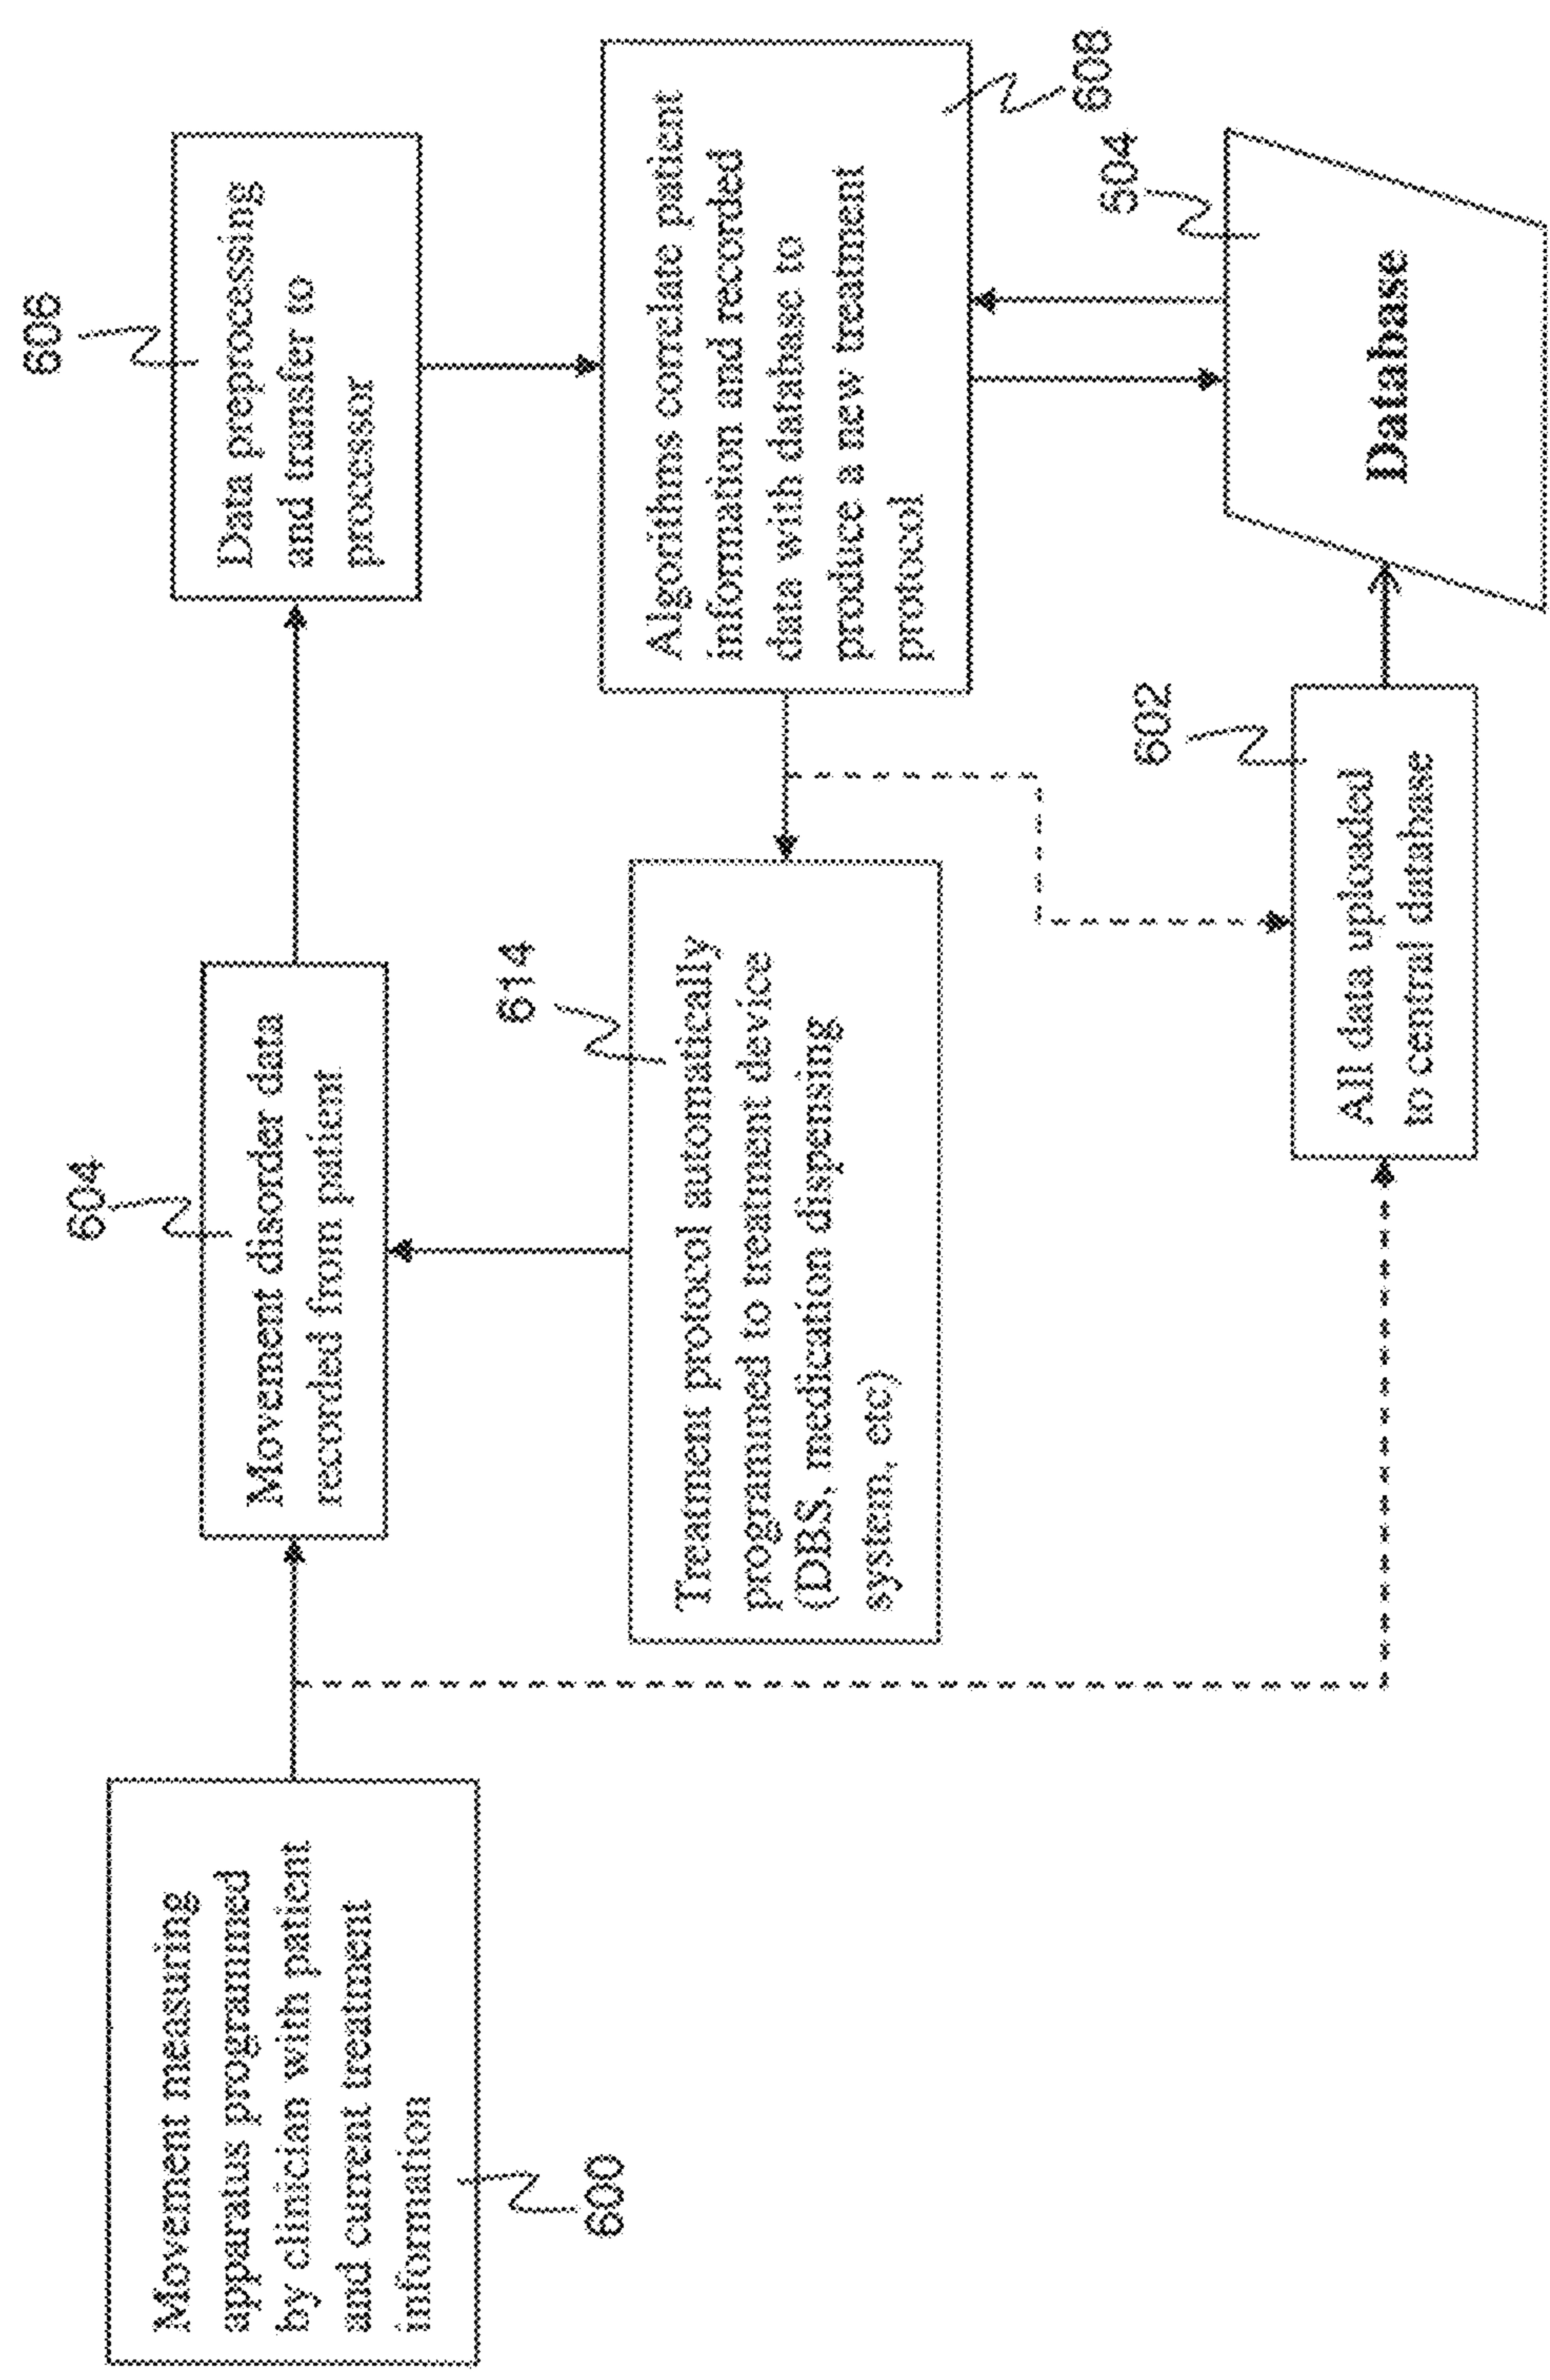 606
Data preprocessing
and transfer to
processor
604
Movement disorder data
recorded from patient
Movement measuring
apparatus programmed
by clinician with patient
and current treatment
information
600
614
Treatment protocol automatically
programmed to treatment device
(DBS, medication dispensing
system, etc)
Algorithms correlate patient
information and recorded
data with database to
produce a new treatment
protocol
608
602
All data uploaded
to central database
504
Database